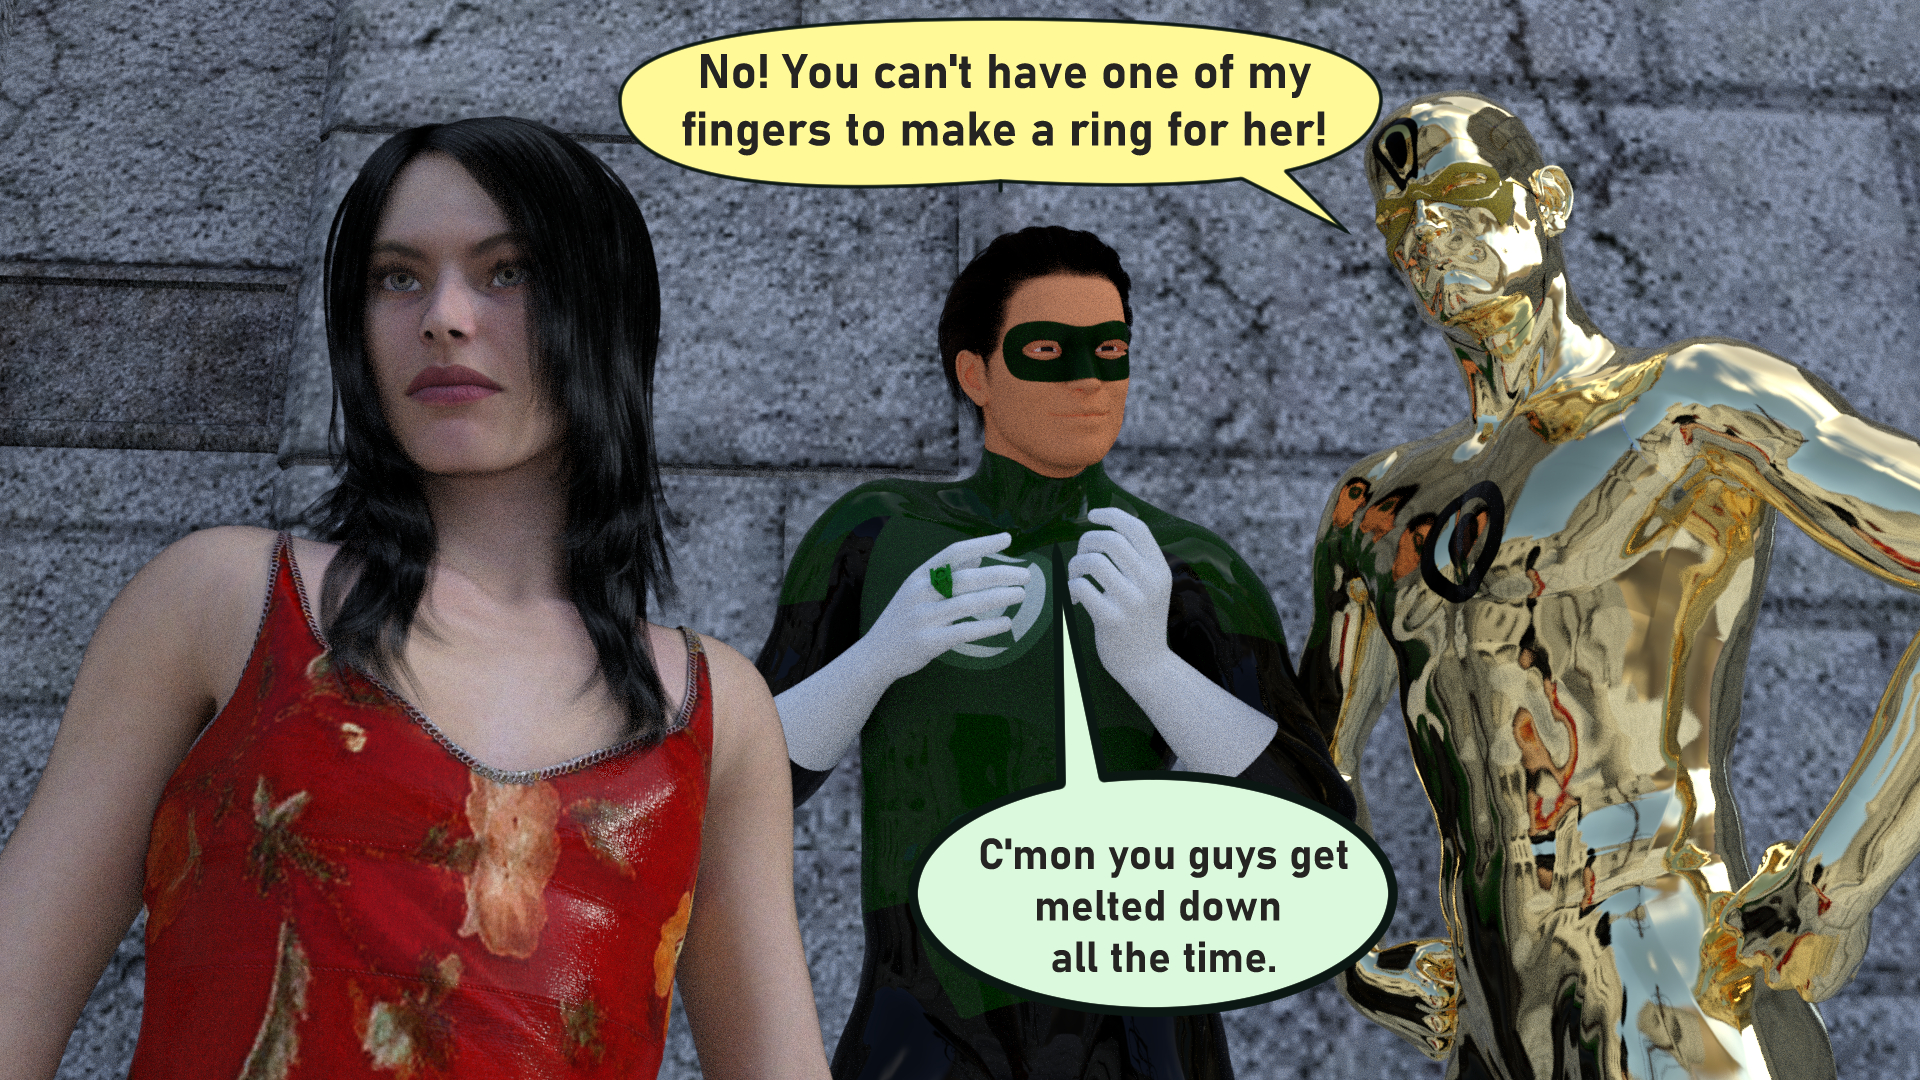 No! You can't have one of my
fingers to make a ring for her!
C'mon you guys get
melted down
all the time.